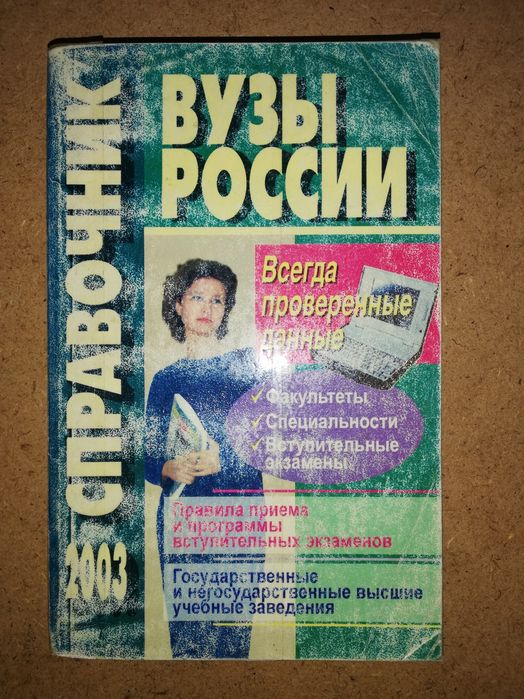 СПРАВОЧНИК
2003
ВУЗЫ
РОССИИ
Всегда
проверенные
данные
✓ Факультеты
✓ Специальности
✓ Вступительные
экзамены
Правила приема
и программы
вступительных экзаменов
Государственные
и негосударственные высшие
учебные заведения